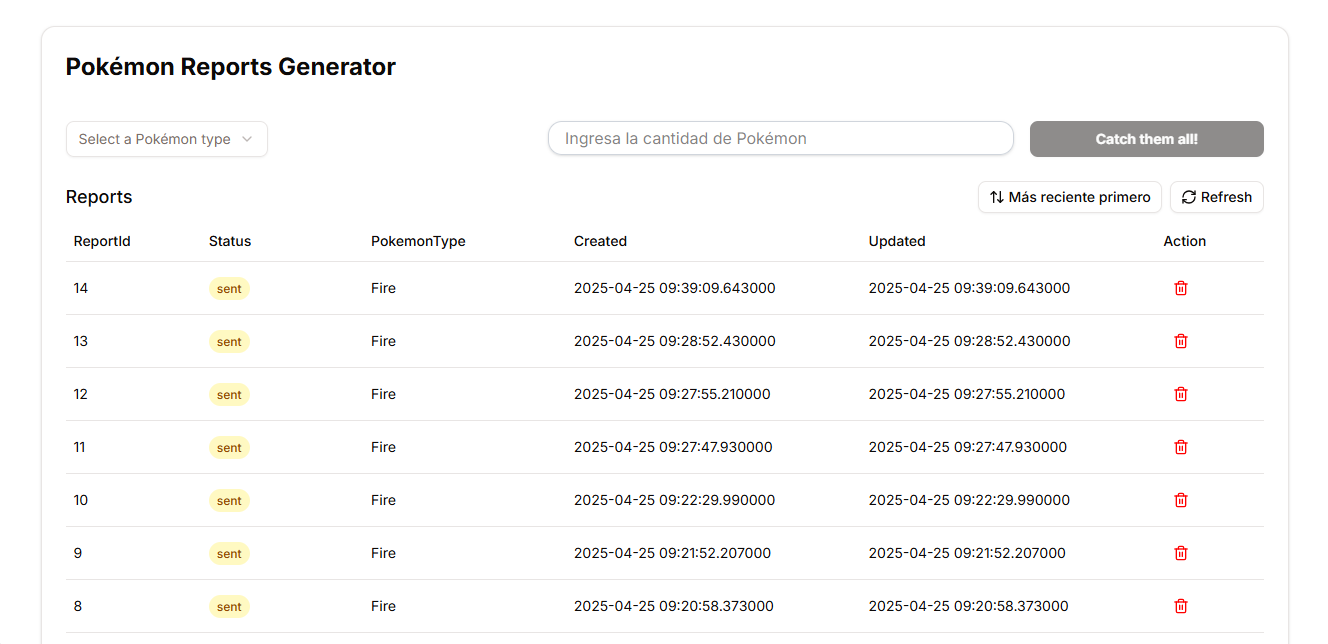 Pokémon Reports Generator
Select a Pokémon type
Ingresa la cantidad de Pokémon
Catch them all!
Reports
Más reciente primero
Refresh
ReportId Status PokemonType Created Updated Action
14 sent Fire 2025-04-25 09:39:09.643000 2025-04-25 09:39:09.643000
13 sent Fire 2025-04-25 09:28:52.430000 2025-04-25 09:28:52.430000
12 sent Fire 2025-04-25 09:27:55.210000 2025-04-25 09:27:55.210000
11 sent Fire 2025-04-25 09:27:47.930000 2025-04-25 09:27:47.930000
10 sent Fire 2025-04-25 09:22:29.990000 2025-04-25 09:22:29.990000
9 sent Fire 2025-04-25 09:21:52.207000 2025-04-25 09:21:52.207000
8 sent Fire 2025-04-25 09:20:58.373000 2025-04-25 09:20:58.373000